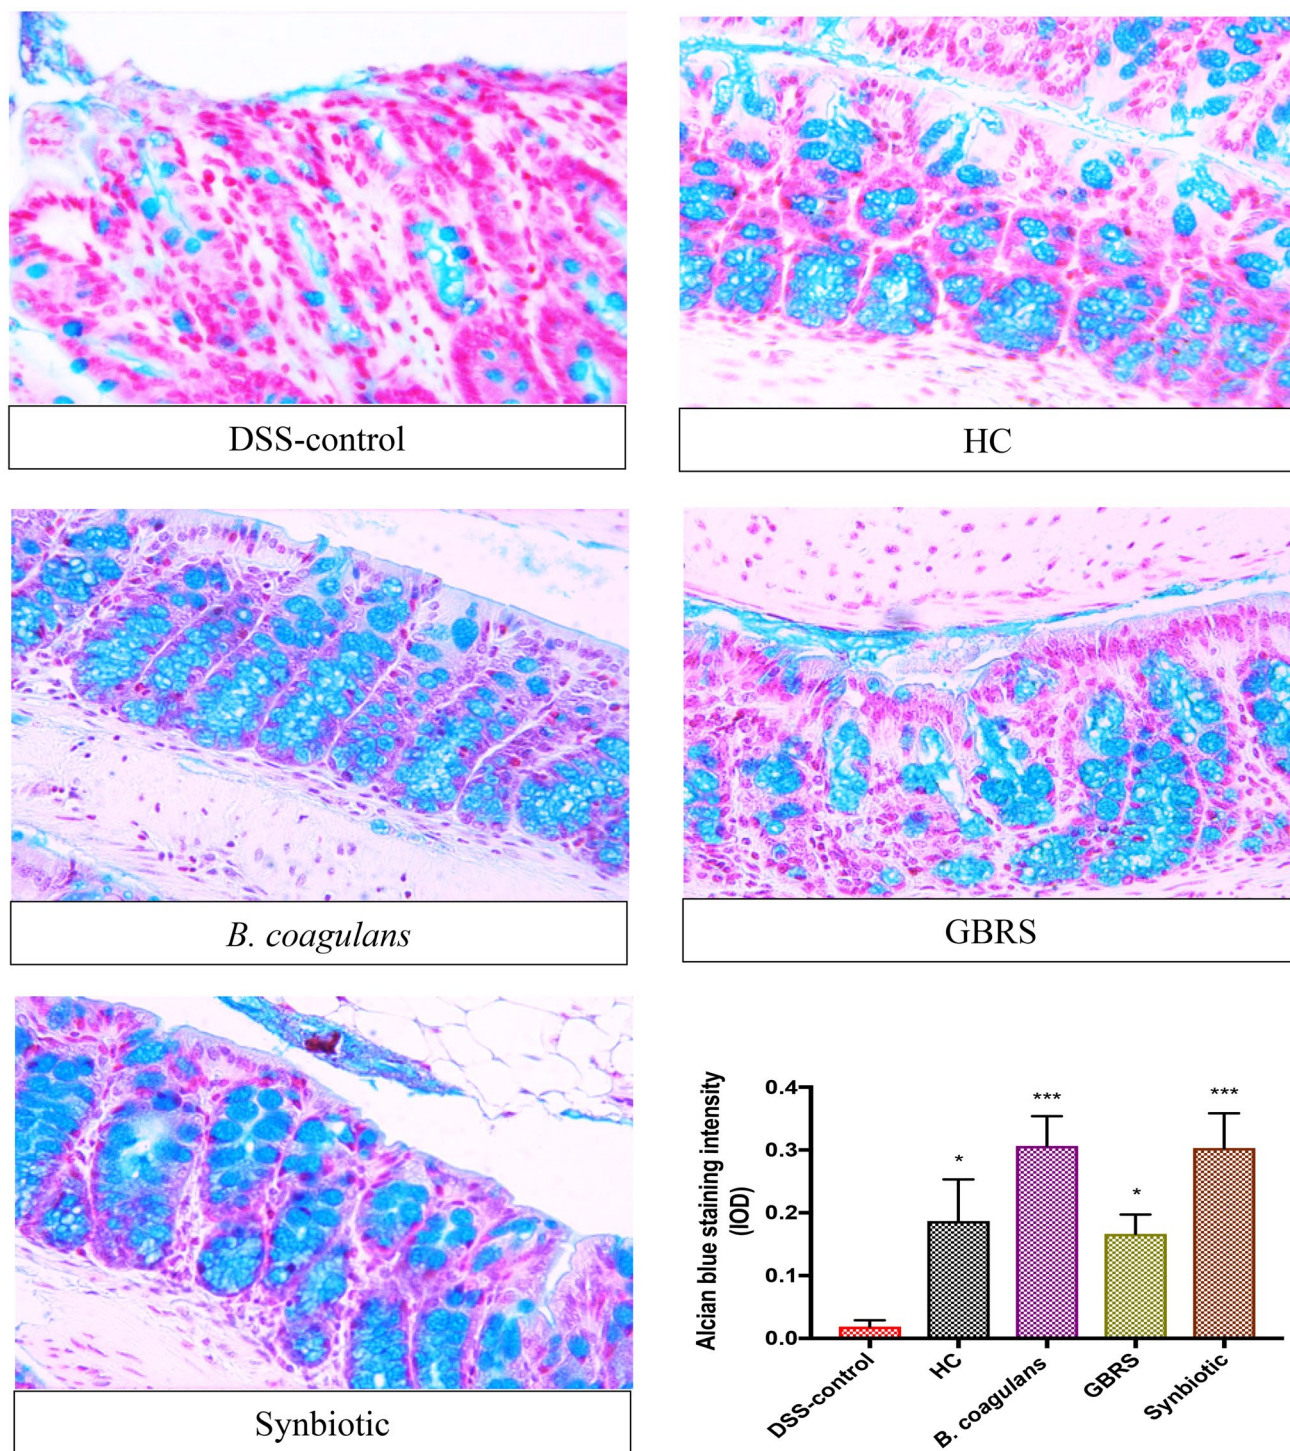 DSS-control
HC
B. coagulans
GBRS
Synbiotic
Alcian blue staining intensity
(IOD)
0.4
0.3
0.2
0.1
0.0
*
***
*
***
DSS-control
HC
B. coagulans
GBRS
Synbiotic